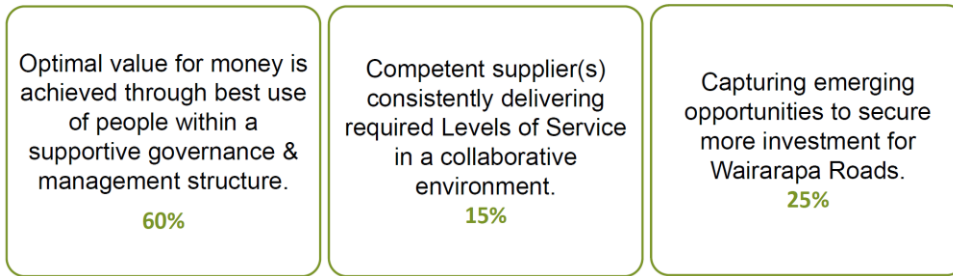 Optimal value for money is
achieved through best use
of people within a
supportive governance &
management structure.
60%
Competent supplier(s)
consistently delivering
required Levels of Service
in a collaborative
environment.
15%
Capturing emerging
opportunities to secure
more investment for
Wairarapa Roads.
25%